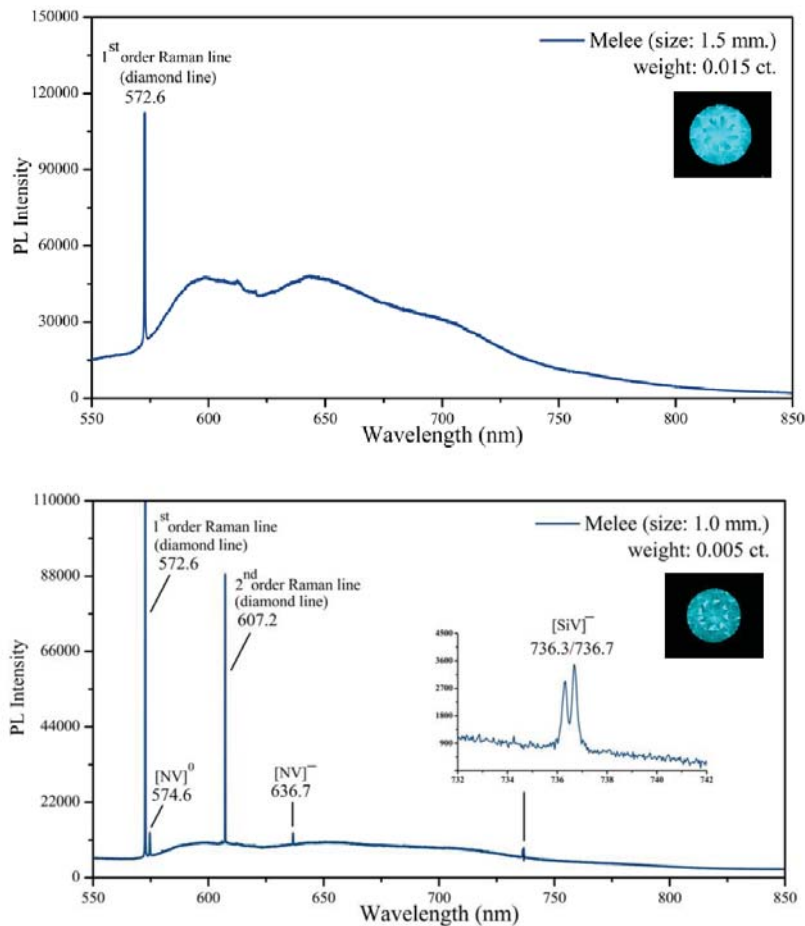 150000
120000
90000
60000
30000
0
PL Intensity
1st order Raman line
(diamond line)
572.6
Melee (size: 1.5 mm.)
weight: 0.015 ct.
550 600 650 700 750 800 850
Wavelength (nm)
110000
88000
66000
44000
22000
0
PL Intensity
1st order Raman line
(diamond line)
572.6
2nd order Raman line
(diamond line)
607.2
[NV]0
574.6
[NV]–
636.7
Melee (size: 1.0 mm.)
weight: 0.005 ct.
[SiV]–
736.3/736.7
4500
3600
2700
1800
900
732 734 736 738 740 742
550 600 650 700 750 800 850
Wavelength (nm)